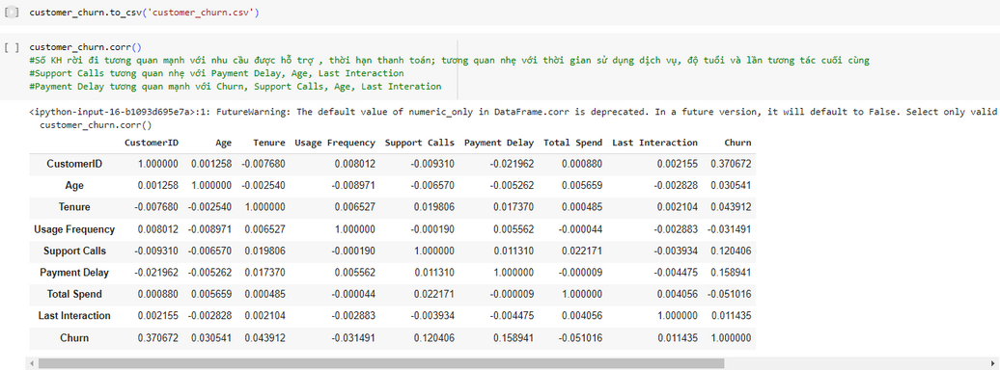 [ ] customer_churn.to_csv('customer_churn.csv')
[ ] customer_churn.corr()
#Số KH rời đi tương quan mạnh với nhu cầu được hỗ trợ , thời hạn thanh toán; tương quan nhẹ với thời gian sử dụng dịch vụ, độ tuổi và lần tương tác cuối cùng
#Support Calls tương quan nhẹ với Payment Delay, Age, Last Interaction
#Payment Delay tương quan mạnh với Churn, Support Calls, Age, Last Interation
<ipython-input-16-b1093d695e7a>:1: FutureWarning: The default value of numeric_only in DataFrame.corr is deprecated. In a future version, it will default to False. Select only valid
customer_churn.corr()
CustomerID Age Tenure Usage Frequency Support Calls Payment Delay Total Spend Last Interaction Churn
CustomerID 1.000000 0.001258 -0.007680 0.008012 -0.009310 -0.021962 0.000880 0.002155 0.370672
Age 0.001258 1.000000 -0.002540 -0.008971 -0.006570 -0.005262 0.005659 -0.002828 0.030541
Tenure -0.007680 -0.002540 1.000000 0.006527 0.019806 0.017370 0.000485 0.002104 0.043912
Usage Frequency 0.008012 -0.008971 0.006527 1.000000 -0.000190 0.005562 -0.000044 -0.002883 -0.031491
Support Calls -0.009310 -0.006570 0.019806 -0.000190 1.000000 0.011310 0.022171 -0.003934 0.120406
Payment Delay -0.021962 -0.005262 0.017370 0.005562 0.011310 1.000000 -0.000009 -0.004475 0.158941
Total Spend 0.000880 0.005659 0.000485 -0.000044 0.022171 -0.000009 1.000000 0.004056 -0.051016
Last Interaction 0.002155 -0.002828 0.002104 -0.002883 -0.003934 -0.004475 0.004056 1.000000 0.011435
Churn 0.370672 0.030541 0.043912 -0.031491 0.120406 0.158941 -0.051016 0.011435 1.000000